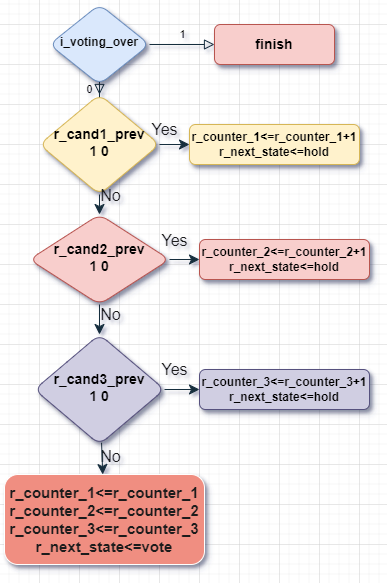 i_voting_over
1
finish
0
r_cand1_prev
1 0
Yes
r_counter_1<=r_counter_1+1
r_next_state<=hold
No
r_cand2_prev
1 0
Yes
r_counter_2<=r_counter_2+1
r_next_state<=hold
No
r_cand3_prev
1 0
Yes
r_counter_3<=r_counter_3+1
r_next_state<=hold
No
r_counter_1<=r_counter_1
r_counter_2<=r_counter_2
r_counter_3<=r_counter_3
r_next_state<=vote